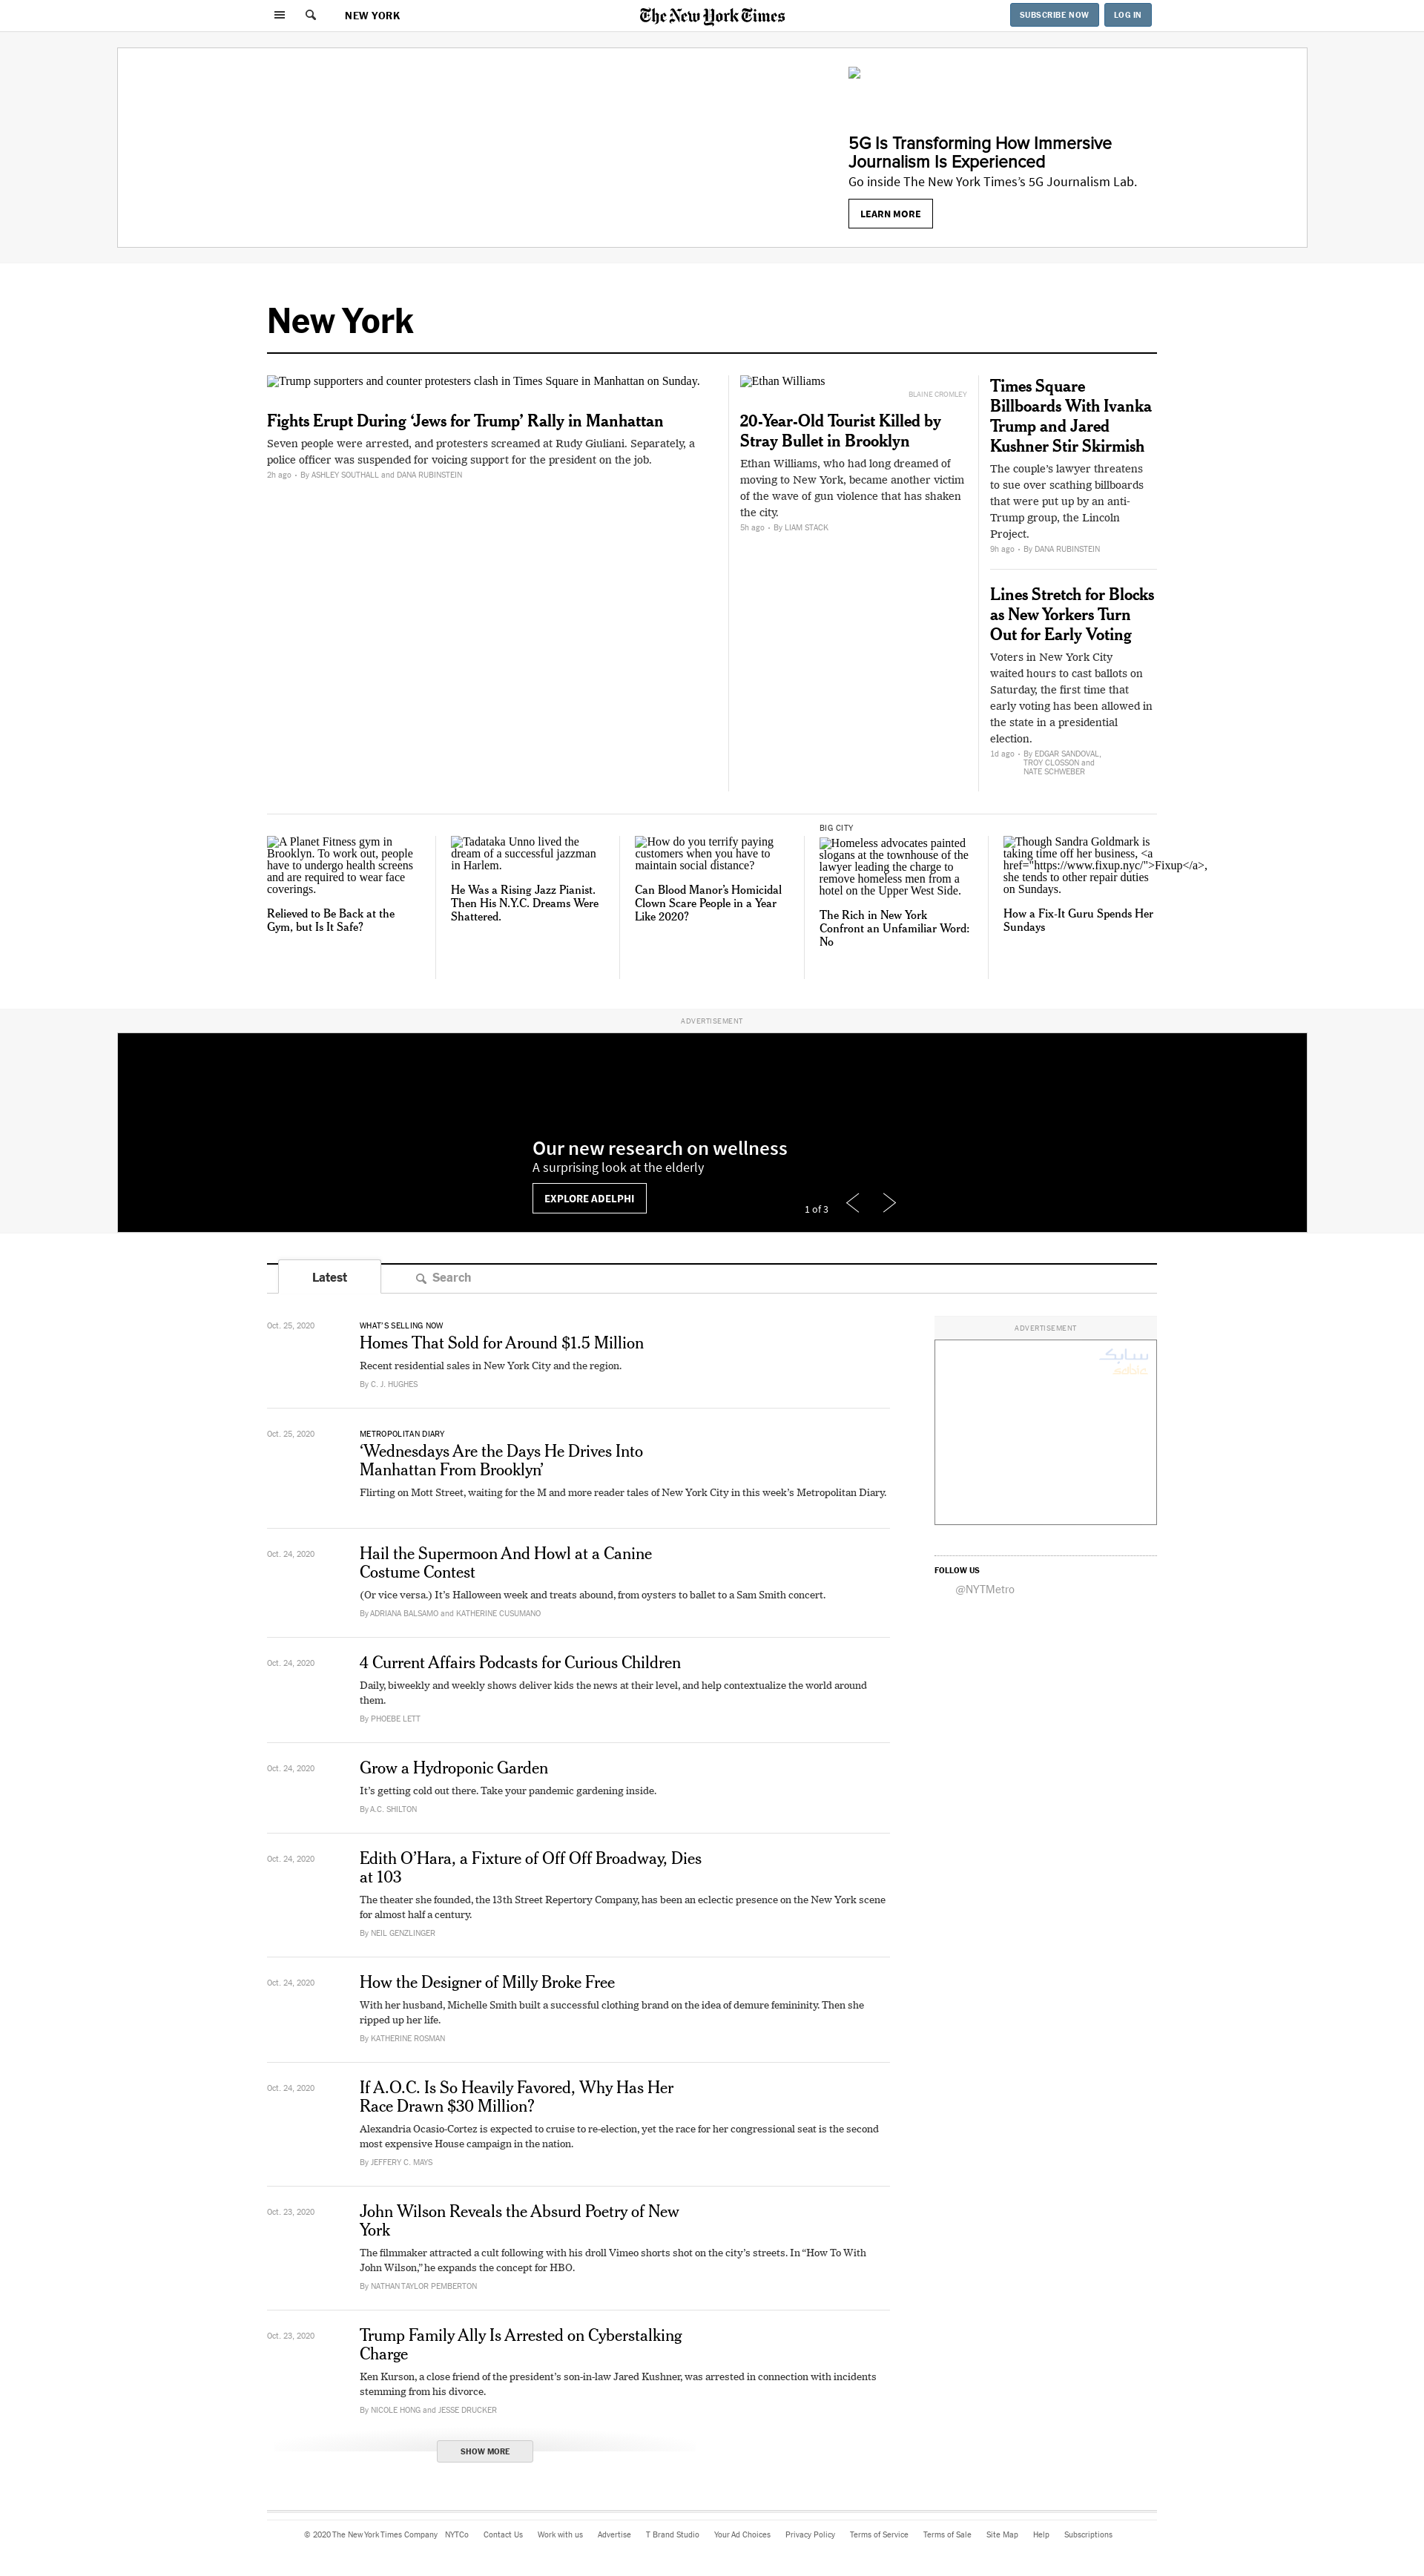 NEW YORK
The New York Times
SUBSCRIBE NOW
LOG IN
5G Is Transforming How Immersive
Journalism Is Experienced
Go inside The New York Times’s 5G Journalism Lab.
LEARN MORE
New York
Trump supporters and counter protesters clash in Times Square in Manhattan on Sunday.
Fights Erupt During ‘Jews for Trump’ Rally in Manhattan
Seven people were arrested, and protesters screamed at Rudy Giuliani. Separately, a
police officer was suspended for voicing support for the president on the job.
2h ago • By ASHLEY SOUTHALL and DANA RUBINSTEIN
Ethan Williams
BLAINE CROMLEY
20-Year-Old Tourist Killed by
Stray Bullet in Brooklyn
Ethan Williams, who had long dreamed of
moving to New York, became another victim
of the wave of gun violence that has shaken
the city.
5h ago • By LIAM STACK
Times Square
Billboards With Ivanka
Trump and Jared
Kushner Stir Skirmish
The couple’s lawyer threatens
to sue over scathing billboards
that were put up by an anti-
Trump group, the Lincoln
Project.
9h ago • By DANA RUBINSTEIN
Lines Stretch for Blocks
as New Yorkers Turn
Out for Early Voting
Voters in New York City
waited hours to cast ballots on
Saturday, the first time that
early voting has been allowed in
the state in a presidential
election.
1d ago • By EDGAR SANDOVAL,
TROY CLOSSON and
NATE SCHWEBER
A Planet Fitness gym in
Brooklyn. To work out, people
have to undergo health screens
and are required to wear face
coverings.
Relieved to Be Back at the
Gym, but Is It Safe?
Tadataka Unno lived the
dream of a successful jazzman
in Harlem.
He Was a Rising Jazz Pianist.
Then His N.Y.C. Dreams Were
Shattered.
How do you terrify paying
customers when you have to
maintain social distance?
Can Blood Manor’s Homicidal
Clown Scare People in a Year
Like 2020?
BIG CITY
Homeless advocates painted
slogans at the townhouse of the
lawyer leading the charge to
remove homeless men from a
hotel on the Upper West Side.
The Rich in New York
Confront an Unfamiliar Word:
No
Though Sandra Goldmark is
taking time off her business, <a
href="https://www.fixup.nyc/">Fixup</a>,
she tends to other repair duties
on Sundays.
How a Fix-It Guru Spends Her
Sundays
ADVERTISEMENT
Our new research on wellness
A surprising look at the elderly
EXPLORE ADELPHI
1 of 3
Latest
Search
Oct. 25, 2020
WHAT’S SELLING NOW
Homes That Sold for Around $1.5 Million
Recent residential sales in New York City and the region.
By C. J. HUGHES
ADVERTISEMENT
سابك
sabic
Oct. 25, 2020
METROPOLITAN DIARY
‘Wednesdays Are the Days He Drives Into
Manhattan From Brooklyn’
Flirting on Mott Street, waiting for the M and more reader tales of New York City in this week’s Metropolitan Diary.
FOLLOW US
@NYTMetro
Oct. 24, 2020
Hail the Supermoon And Howl at a Canine
Costume Contest
(Or vice versa.) It’s Halloween week and treats abound, from oysters to ballet to a Sam Smith concert.
By ADRIANA BALSAMO and KATHERINE CUSUMANO
Oct. 24, 2020
4 Current Affairs Podcasts for Curious Children
Daily, biweekly and weekly shows deliver kids the news at their level, and help contextualize the world around
them.
By PHOEBE LETT
Oct. 24, 2020
Grow a Hydroponic Garden
It’s getting cold out there. Take your pandemic gardening inside.
By A.C. SHILTON
Oct. 24, 2020
Edith O’Hara, a Fixture of Off Off Broadway, Dies
at 103
The theater she founded, the 13th Street Repertory Company, has been an eclectic presence on the New York scene
for almost half a century.
By NEIL GENZLINGER
Oct. 24, 2020
How the Designer of Milly Broke Free
With her husband, Michelle Smith built a successful clothing brand on the idea of demure femininity. Then she
ripped up her life.
By KATHERINE ROSMAN
Oct. 24, 2020
If A.O.C. Is So Heavily Favored, Why Has Her
Race Drawn $30 Million?
Alexandria Ocasio-Cortez is expected to cruise to re-election, yet the race for her congressional seat is the second
most expensive House campaign in the nation.
By JEFFERY C. MAYS
Oct. 23, 2020
John Wilson Reveals the Absurd Poetry of New
York
The filmmaker attracted a cult following with his droll Vimeo shorts shot on the city’s streets. In “How To With
John Wilson,” he expands the concept for HBO.
By NATHAN TAYLOR PEMBERTON
Oct. 23, 2020
Trump Family Ally Is Arrested on Cyberstalking
Charge
Ken Kurson, a close friend of the president’s son-in-law Jared Kushner, was arrested in connection with incidents
stemming from his divorce.
By NICOLE HONG and JESSE DRUCKER
SHOW MORE
© 2020 The New York Times Company NYTCo Contact Us Work with us Advertise T Brand Studio Your Ad Choices Privacy Policy Terms of Service Terms of Sale Site Map Help Subscriptions